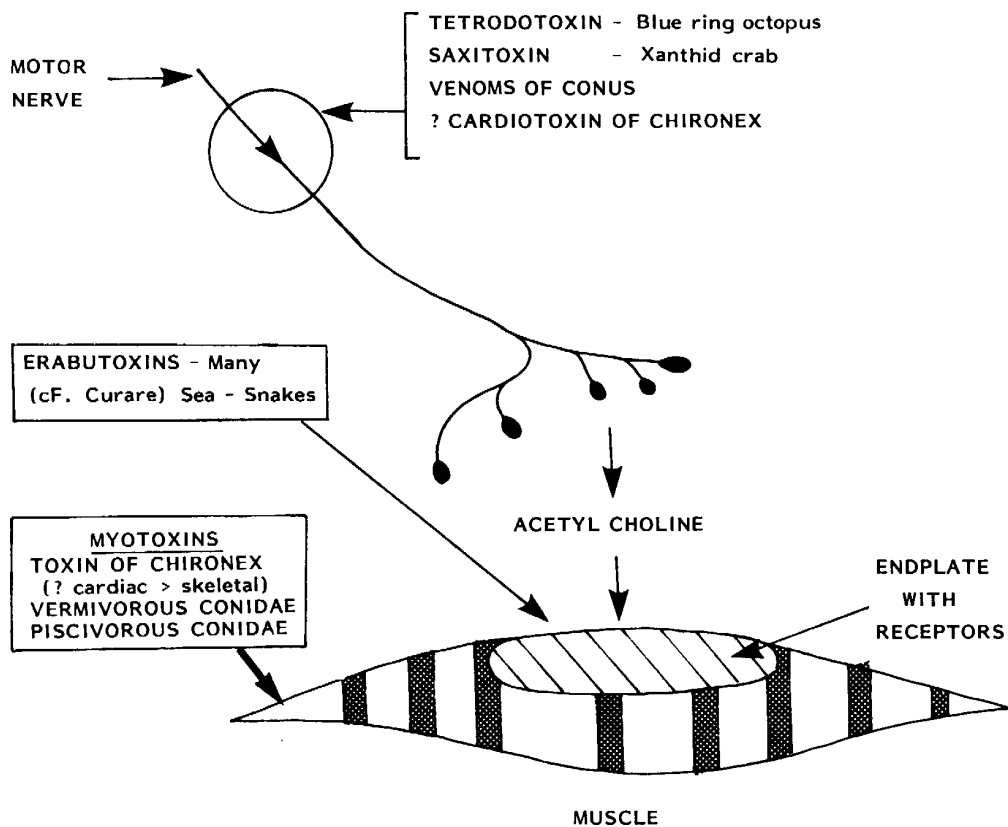 TETRODOTOXIN - Blue ring octopus
SAXITOXIN - Xanthid crab
VENOMS OF CONUS
? CARDIOTOXIN OF CHIRONEX
MOTOR
NERVE
ERABUTOXINS - Many
(cF. Curare) Sea - Snakes
ACETYL CHOLINE
MYOTOXINS
TOXIN OF CHIRONEX
(? cardiac > skeletal)
VERMIVOROUS CONIDAE
PISCIVOROUS CONIDAE
ENDPLATE
WITH
RECEPTORS
MUSCLE